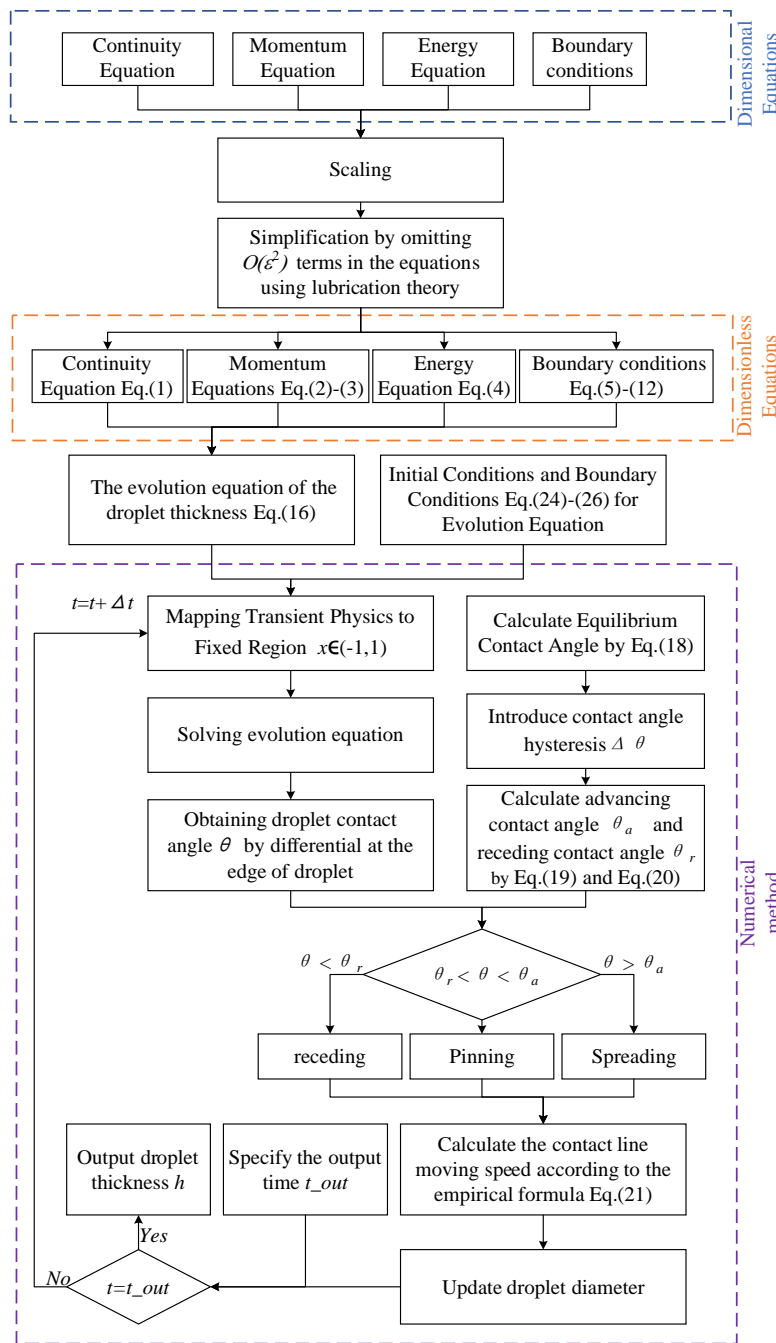 Continuity
Equation
Momentum
Equation
Energy
Equation
Boundary
conditions
Dimensional
Equations
Scaling
Simplification by omitting
O(ε²) terms in the equations
using lubrication theory
Continuity
Equation Eq.(1)
Momentum
Equations Eq.(2)-(3)
Energy
Equation Eq.(4)
Boundary conditions
Eq.(5)-(12)
Dimensionless
Equations
The evolution equation of the
droplet thickness Eq.(16)
Initial Conditions and Boundary
Conditions Eq.(24)-(26) for
Evolution Equation
t=t+Δt
Mapping Transient Physics to
Fixed Region x∈(-1,1)
Calculate Equilibrium
Contact Angle by Eq.(18)
Solving evolution equation
Introduce contact angle
hysteresis Δ θ
Obtaining droplet contact
angle θ by differential at the
edge of droplet
Calculate advancing
contact angle θa and
receding contact angle θr
by Eq.(19) and Eq.(20)
Numerical
method
θ < θr
θr < θ < θa
θ > θa
receding
Pinning
Spreading
Output droplet
thickness h
Specify the output
time t_out
Calculate the contact line
moving speed according to the
empirical formula Eq.(21)
Yes
No
t=t_out
Update droplet diameter